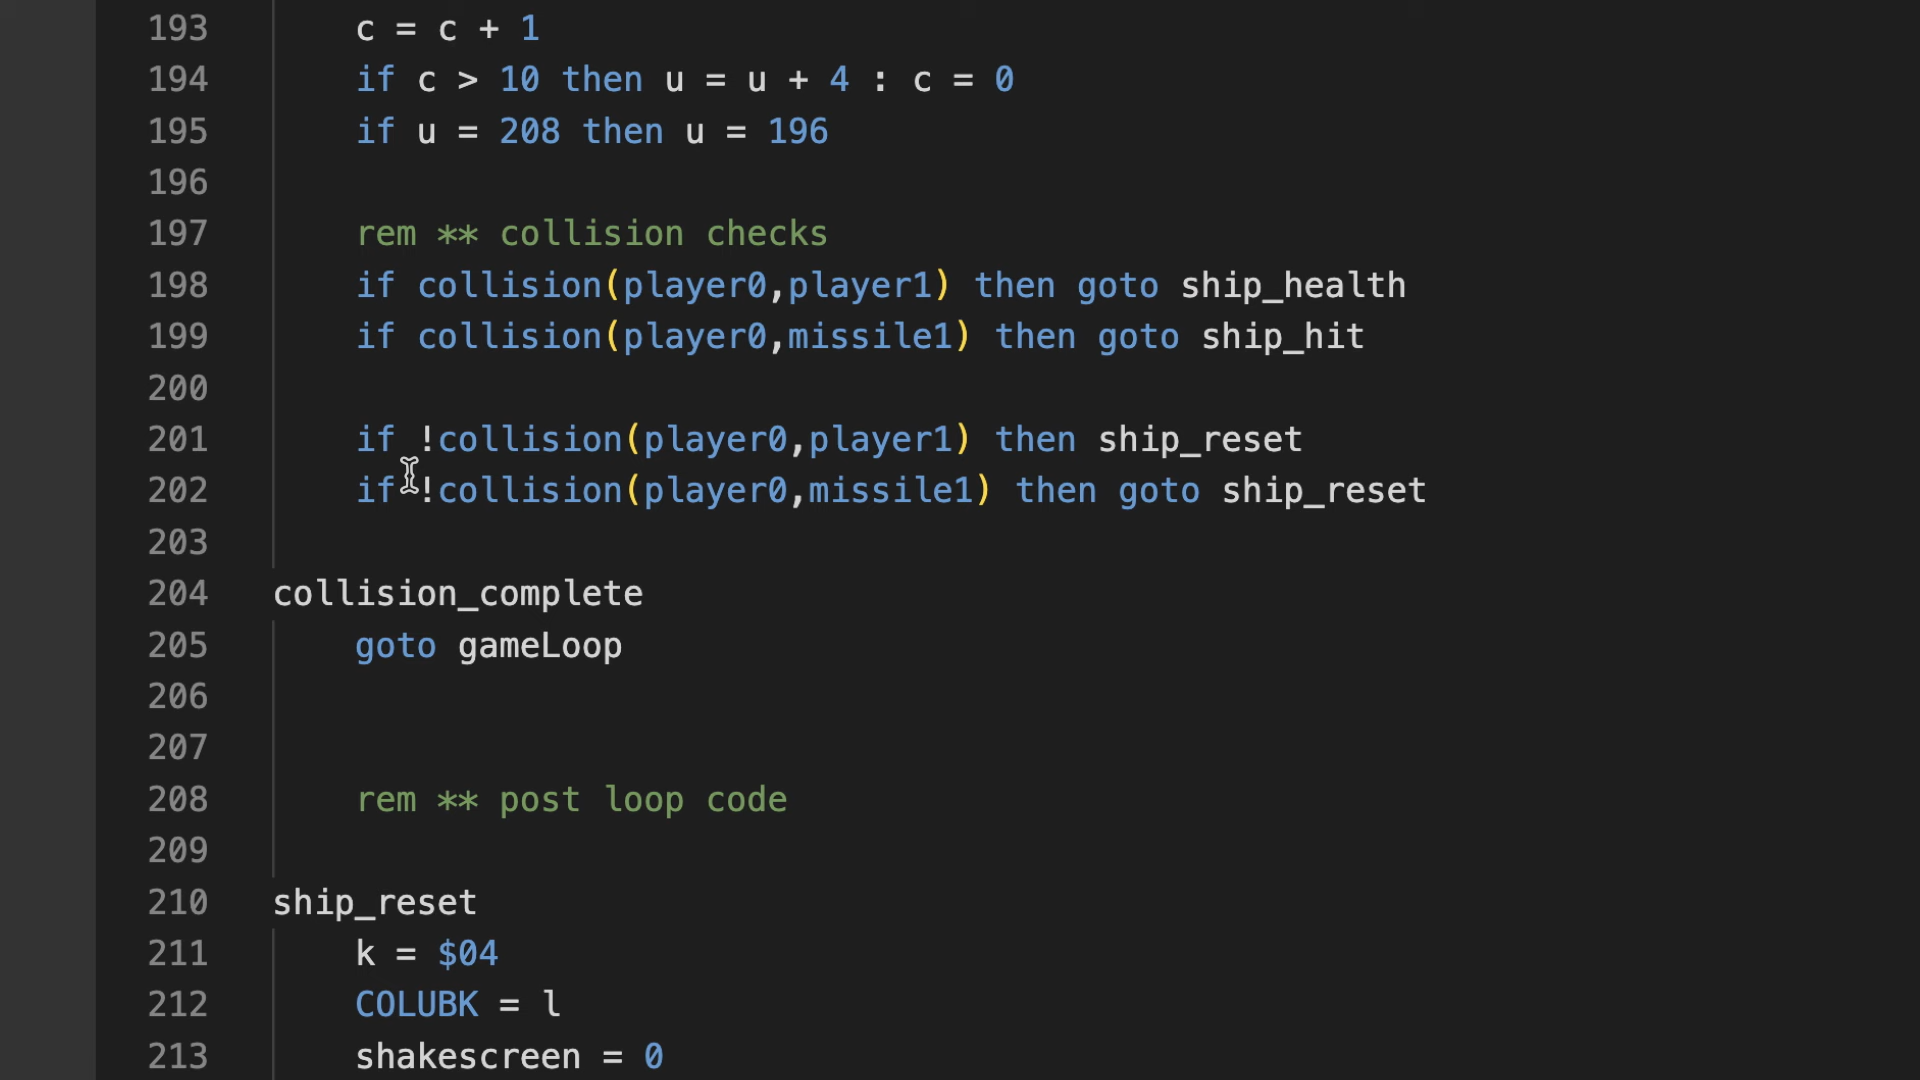 193 c = c + 1
194 if c > 10 then u = u + 4 : c = 0
195 if u = 208 then u = 196
196
197 rem ** collision checks
198 if collision(player0,player1) then goto ship_health
199 if collision(player0,missile1) then goto ship_hit
200
201 if !collision(player0,player1) then ship_reset
202 if !collision(player0,missile1) then goto ship_reset
203
204 collision_complete
205 goto gameLoop
206
207
208 rem ** post loop code
209
210 ship_reset
211 k = $04
212 COLUBK = l
213 shakescreen = 0